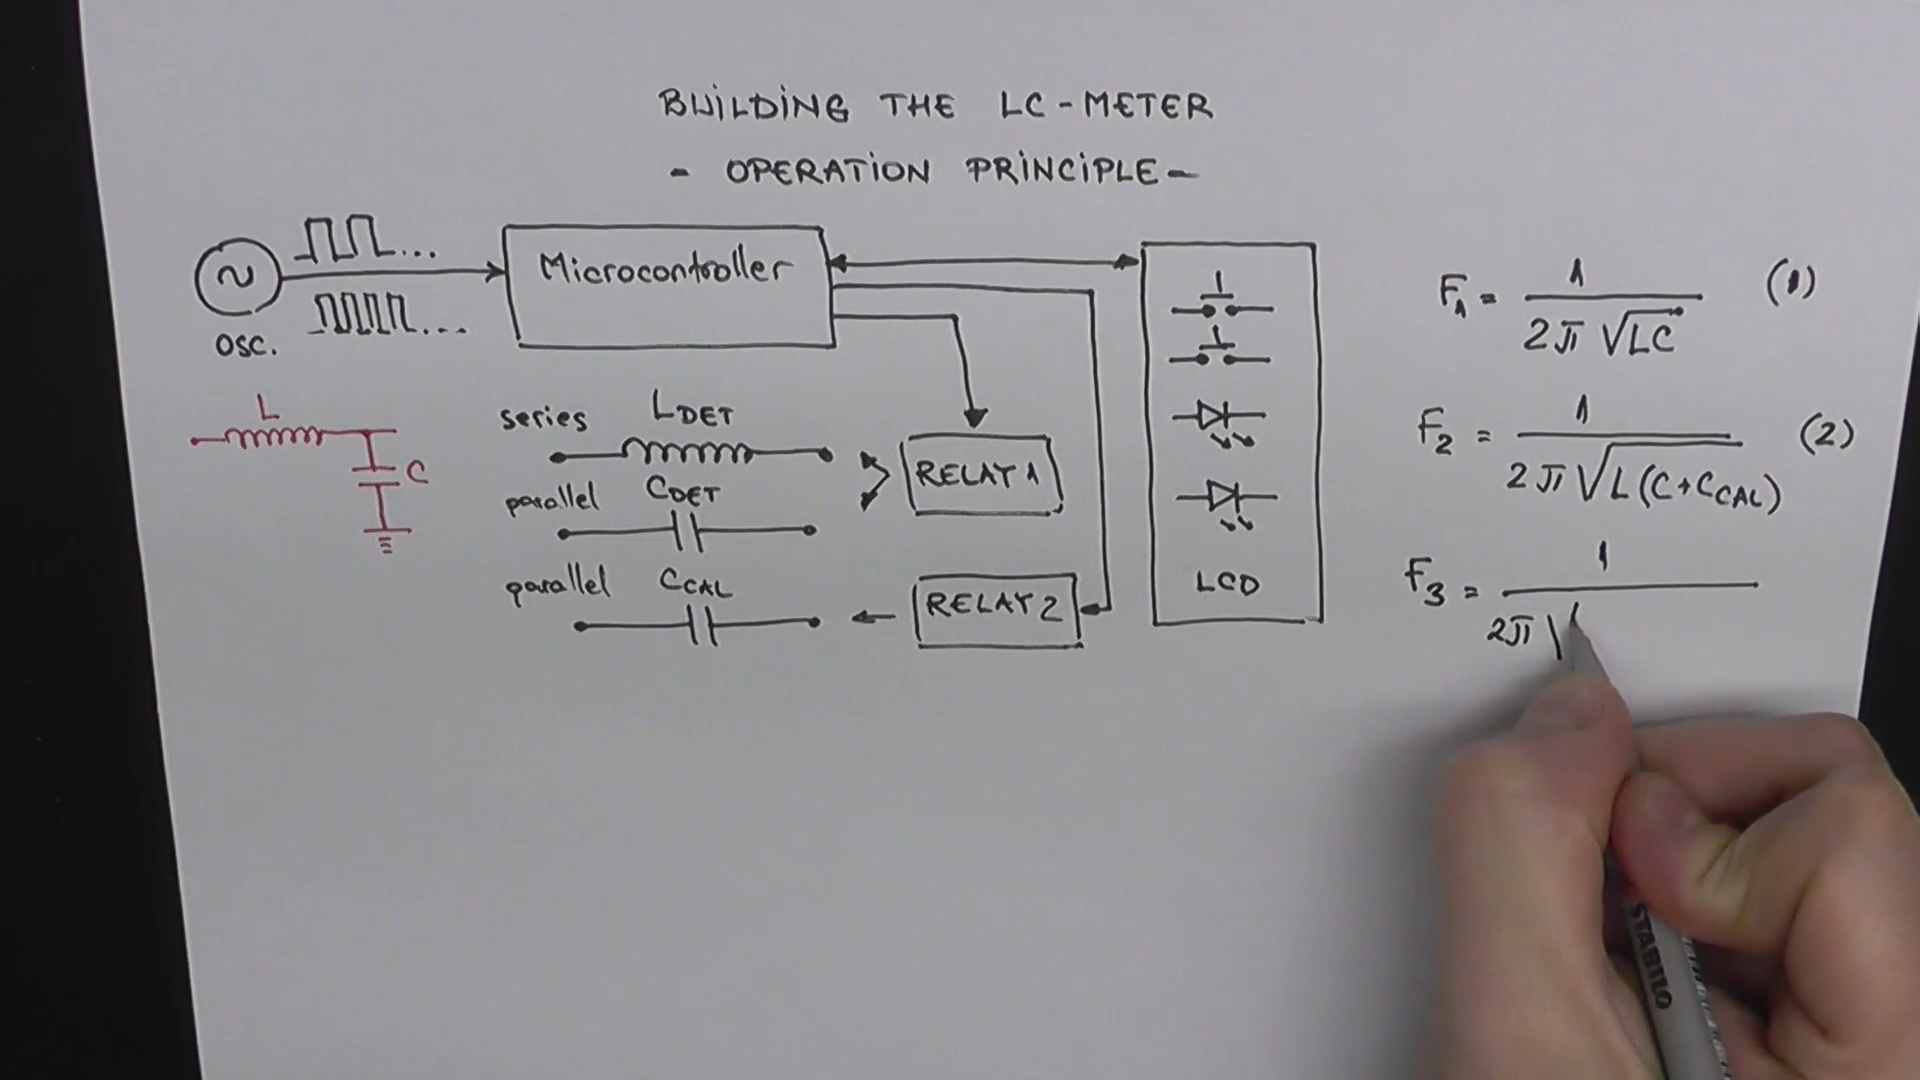 BUiLDiNG THE LC-METER
- OPERATiON PRiNCiPLE -
...
...
OSC.
Microcontroller
L
C
series LDET
parallel CDET
parallel CCAL
RELAY 1
RELAY 2
LCD
F1 = 1 / 2π √LC (1)
F2 = 1 / 2π √L(C+CCAL) (2)
F3 = 1 / 2π √
STABILO